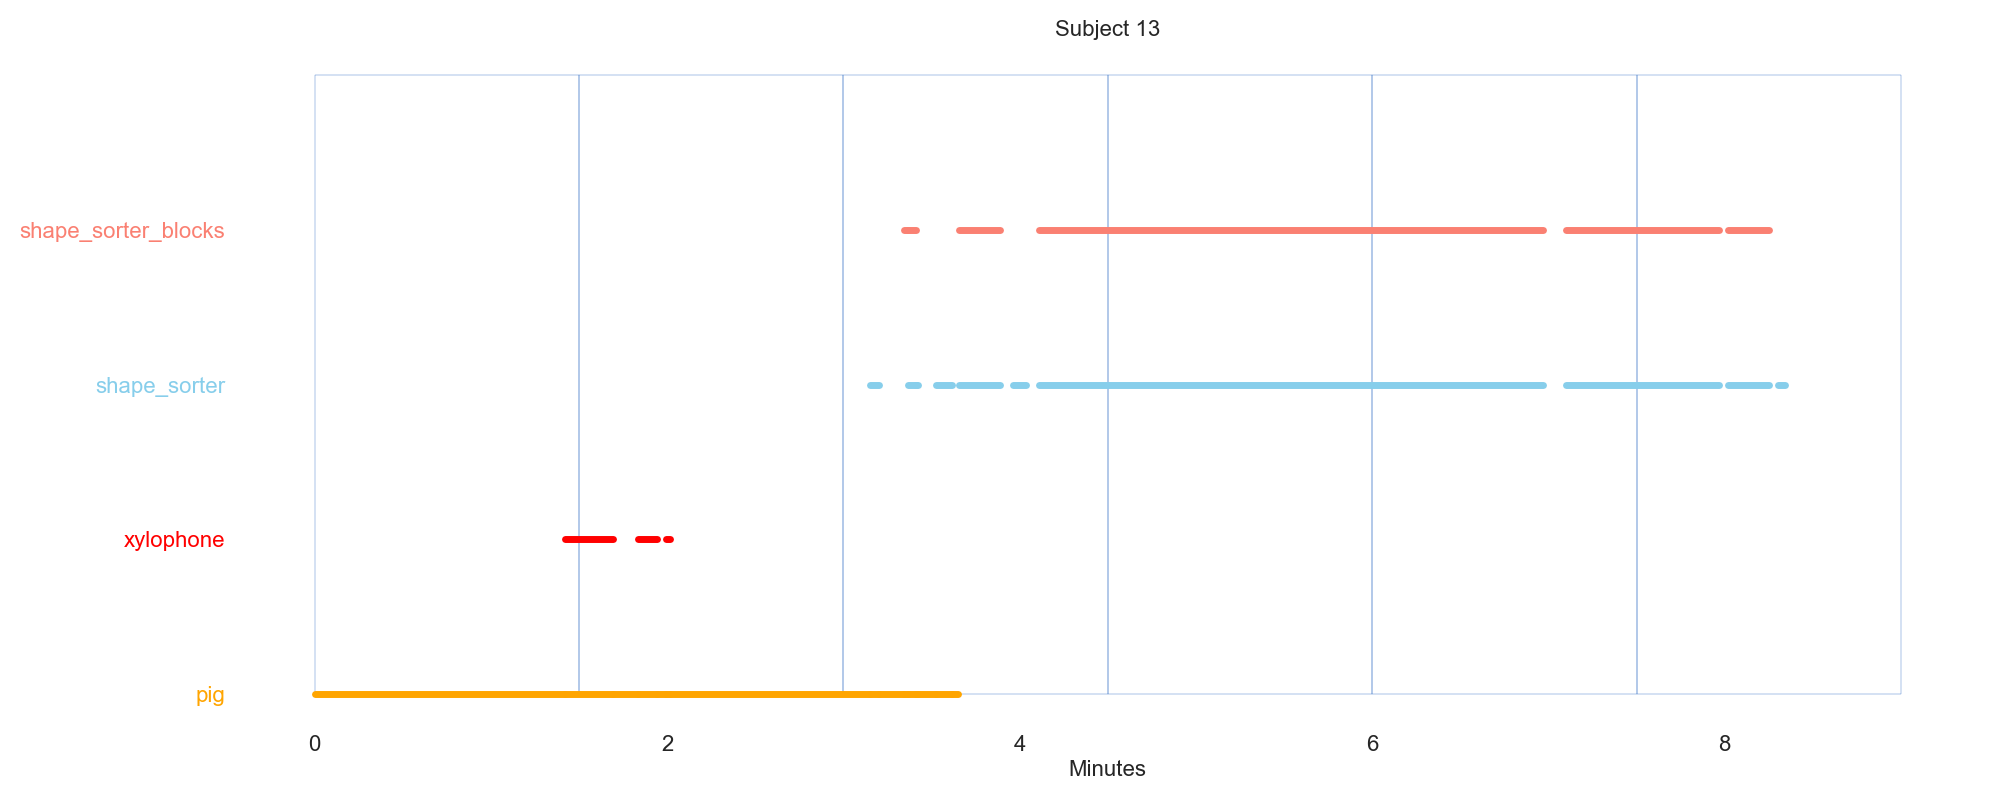 Subject 13
shape_sorter_blocks
shape_sorter
xylophone
pig
0 2 4 6 8
Minutes